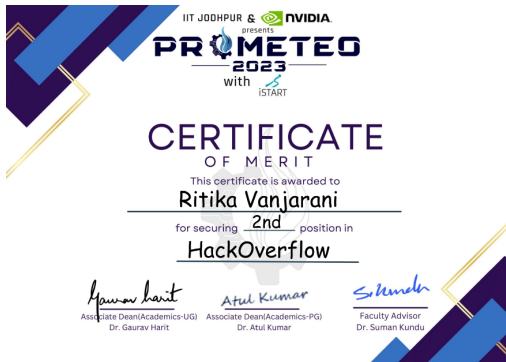 IIT JODHPUR & NVIDIA.
presents
PROMETEO
2023
with iSTART
CERTIFICATE
OF MERIT
This certificate is awarded to
Ritika Vanjarani
for securing 2nd position in
HackOverflow
Gaurav Harit Atul Kumar S. Kundu
Associate Dean(Academics-UG) Associate Dean(Academics-PG) Faculty Advisor
Dr. Gaurav Harit Dr. Atul Kumar Dr. Suman Kundu